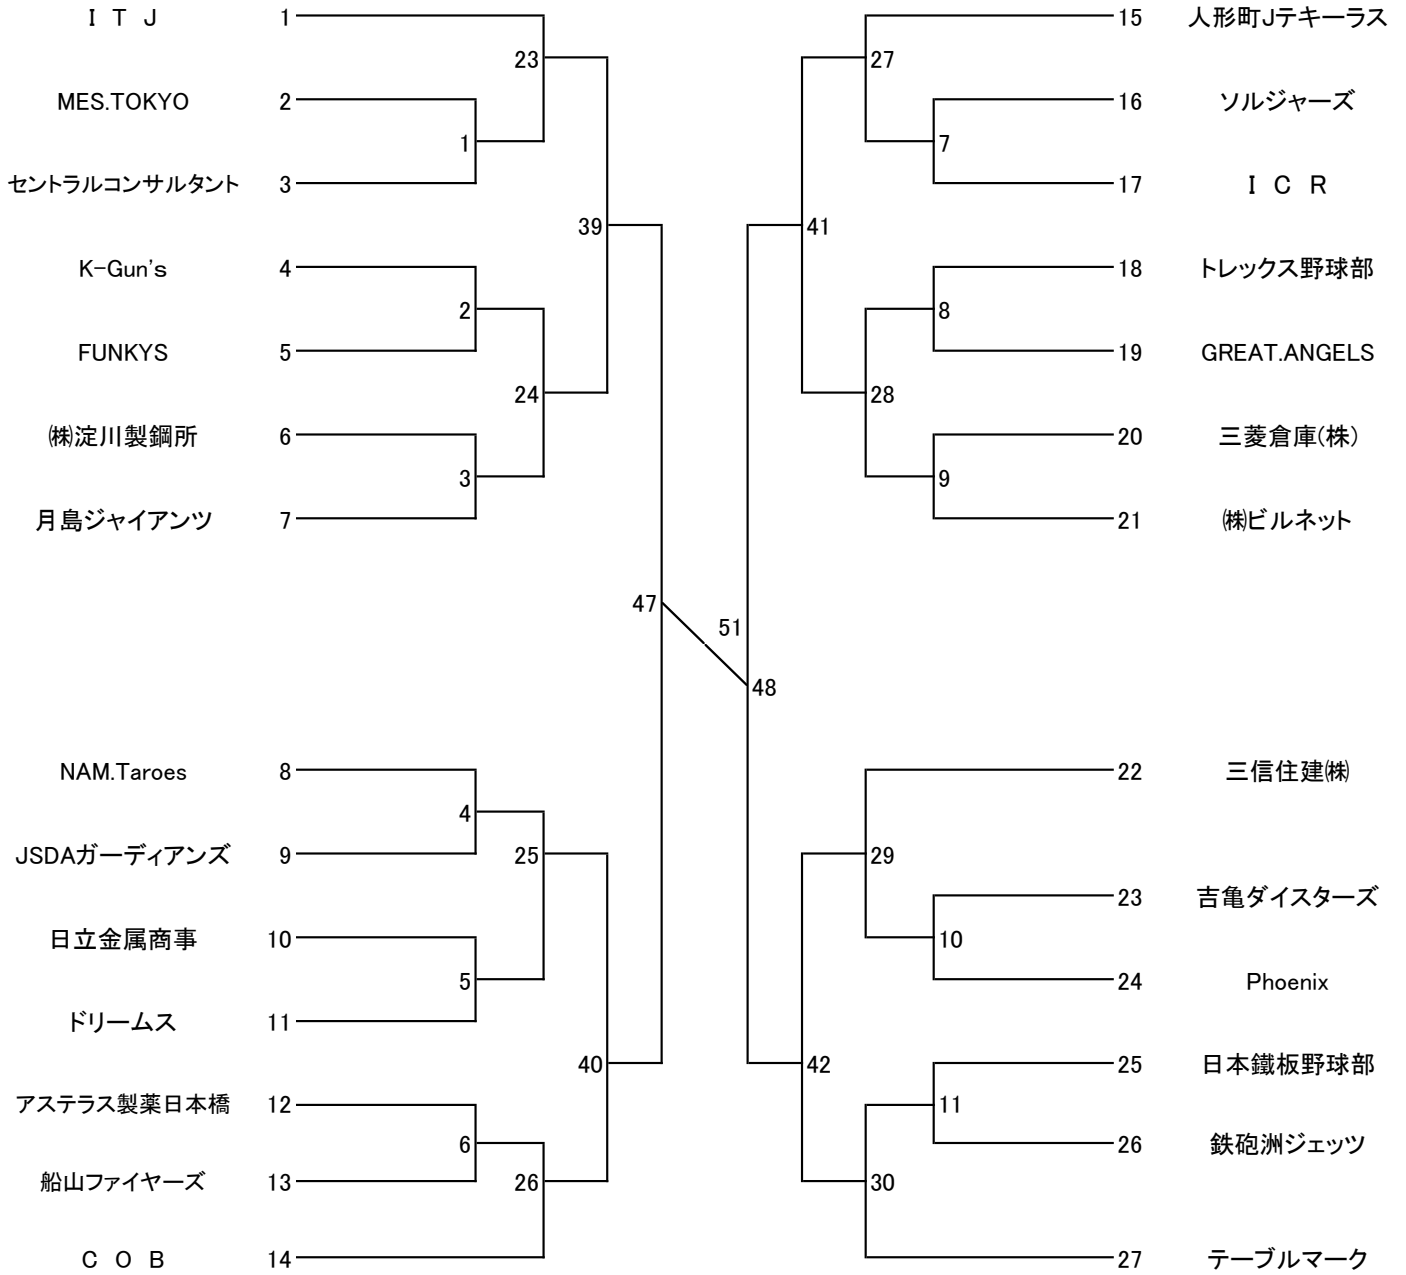 I T J 1
23
MES.TOKYO 2
1
セントラルコンサルタント 3
39
K-Gun's 4
2
FUNKYS 5
24
㈱淀川製鋼所 6
3
月島ジャイアンツ 7
47
51
48
NAM.Taroes 8
4
JSDAガーディアンズ 9
25
日立金属商事 10
5
ドリームス 11
40
アステラス製薬日本橋 12
6
船山ファイヤーズ 13
26
C O B 14
15 人形町Jテキーラス
27
16 ソルジャーズ
7
17 I C R
41
18 トレックス野球部
8
19 GREAT.ANGELS
28
20 三菱倉庫(株)
9
21 ㈱ビルネット
22 三信住建㈱
29
23 吉亀ダイスターズ
10
24 Phoenix
42
25 日本鐵板野球部
11
26 鉄砲洲ジェッツ
30
27 テーブルマーク